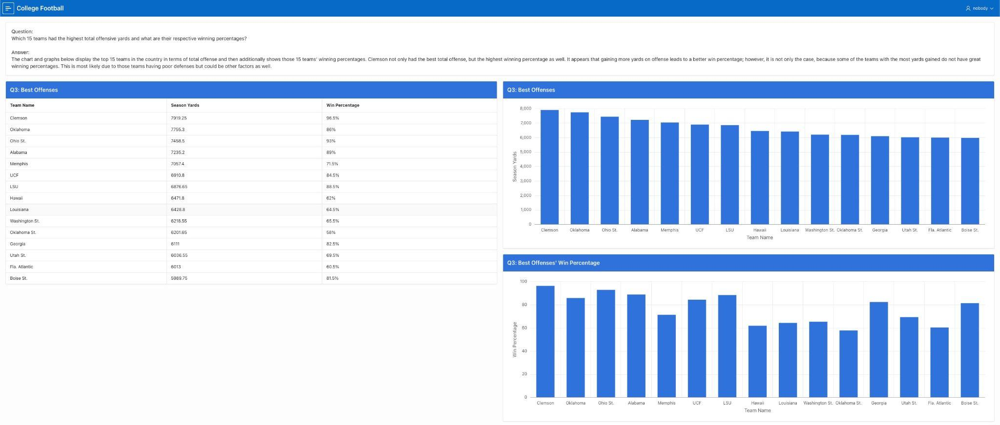 College Football
nobody
Question:
Which 15 teams had the highest total offensive yards and what are their respective winning percentages?
Answer:
The chart and graphs below display the top 15 teams in the country in terms of total offense and then additionally shows those 15 teams' winning percentages. Clemson not only had the best total offense, but the highest winning percentage as well. It appears that gaining more yards on offense leads to a better win percentage; however, it is not only the case, because some of the teams with the most yards gained do not have great
winning percentages. This is most likely due to those teams having poor defenses but could be other factors as well.
Q3: Best Offenses
Team Name Season Yards Win Percentage
Clemson 7919.25 96.5%
Oklahoma 7755.3 86%
Ohio St. 7458.5 93%
Alabama 7235.2 89%
Memphis 7057.4 71.5%
UCF 6910.8 84.5%
LSU 6876.65 88.5%
Hawaii 6471.8 62%
Louisiana 6428.8 64.5%
Washington St. 6218.55 65.5%
Oklahoma St. 6201.65 58%
Georgia 6111 82.5%
Utah St. 6036.55 69.5%
Fla. Atlantic 6013 60.5%
Boise St. 5989.75 81.5%
Q3: Best Offenses
Season Yards
8,000
7,000
6,000
5,000
4,000
3,000
2,000
1,000
0
Clemson Oklahoma Ohio St. Alabama Memphis UCF LSU Hawaii Louisiana Washington St. Oklahoma St. Georgia Utah St. Fla. Atlantic Boise St.
Team Name
Q3: Best Offenses' Win Percentage
Win Percentage
100
80
60
40
20
0
Clemson Oklahoma Ohio St. Alabama Memphis UCF LSU Hawaii Louisiana Washington St. Oklahoma St. Georgia Utah St. Fla. Atlantic Boise St.
Team Name